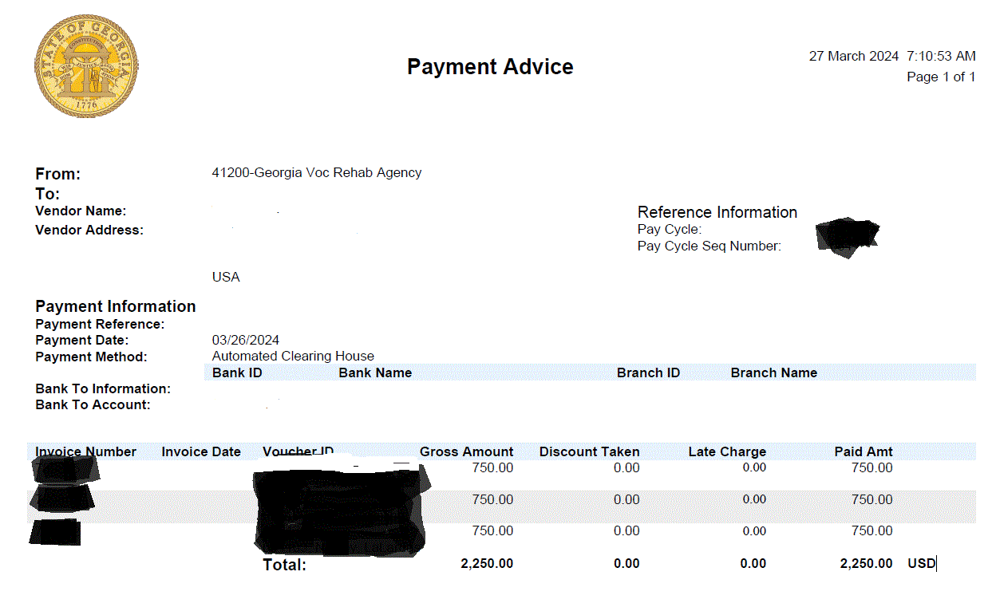 STATE OF GEORGIA
CONSTITUTION
1776
Payment Advice
27 March 2024 7:10:53 AM
Page 1 of 1
From: 41200-Georgia Voc Rehab Agency
To:
Vendor Name:
Vendor Address:
Reference Information
Pay Cycle:
Pay Cycle Seq Number:
USA
Payment Information
Payment Reference:
Payment Date: 03/26/2024
Payment Method: Automated Clearing House
Bank ID Bank Name Branch ID Branch Name
Bank To Information:
Bank To Account:
Invoice Number Invoice Date Voucher ID Gross Amount Discount Taken Late Charge Paid Amt
750.00 0.00 0.00 750.00
750.00 0.00 0.00 750.00
750.00 0.00 0.00 750.00
Total: 2,250.00 0.00 0.00 2,250.00 USD